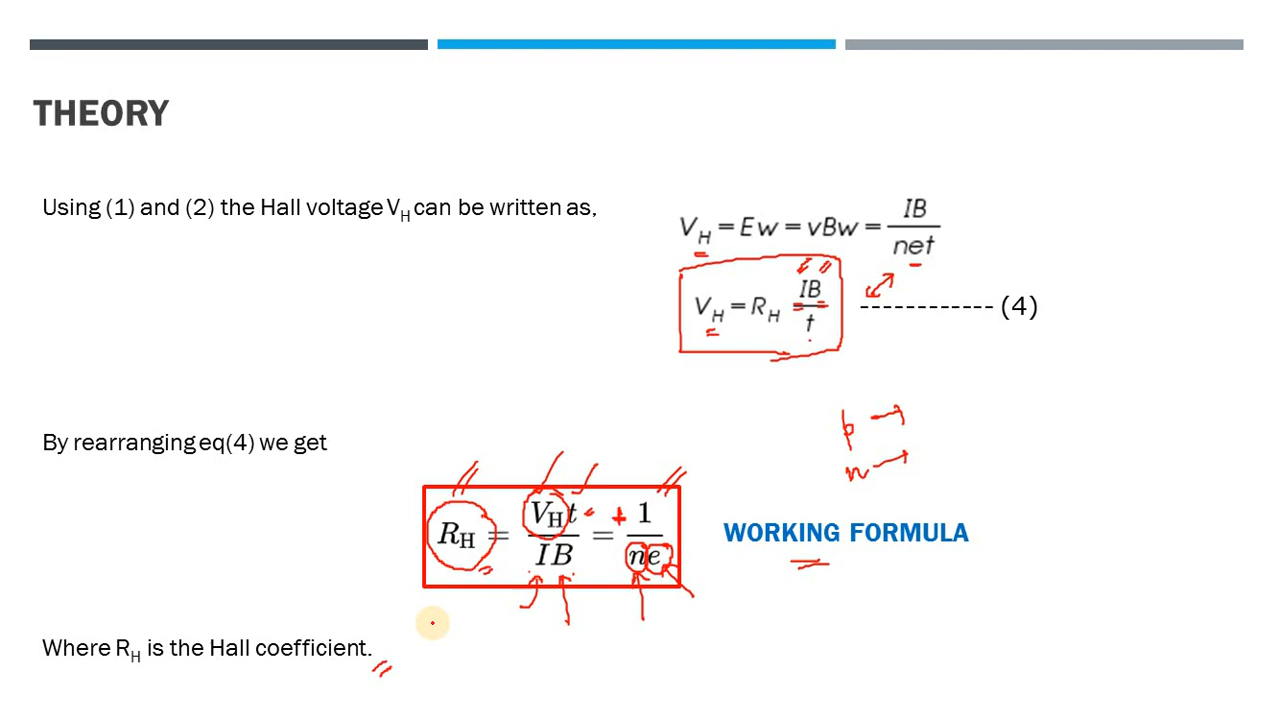 THEORY
Using (1) and (2) the Hall voltage V_H can be written as,
V_H = Ew = vBw = IB/net
V_H = R_H IB/t ------------ (4)
p →
n →
By rearranging eq(4) we get
R_H = V_H t/IB = + 1/ne
WORKING FORMULA
Where R_H is the Hall coefficient.